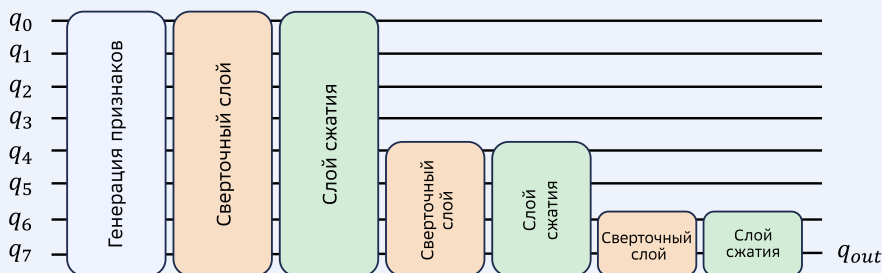 q0
q1
q2
q3
q4
q5
q6
q7
Генерация признаков
Сверточный слой
Слой сжатия
Сверточный
слой
Слой
сжатия
Сверточный
слой
Слой
сжатия
qout